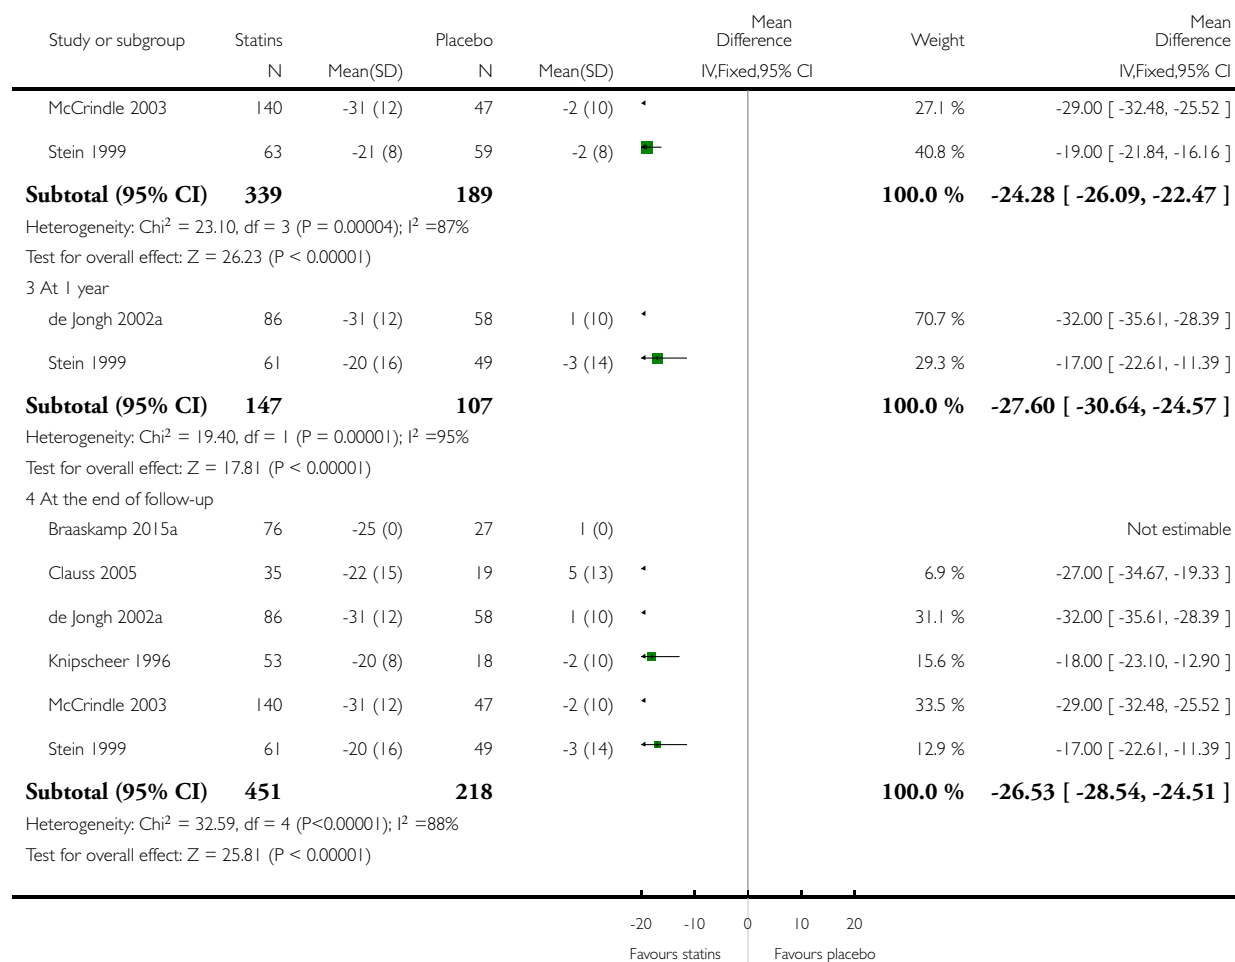 Study or subgroup Statins Placebo Mean Difference Weight Mean Difference
N Mean(SD) N Mean(SD) IV,Fixed,95% CI IV,Fixed,95% CI
McCrindle 2003 140 -31 (12) 47 -2 (10) 27.1 % -29.00 [ -32.48, -25.52 ]
Stein 1999 63 -21 (8) 59 -2 (8) 40.8 % -19.00 [ -21.84, -16.16 ]
Subtotal (95% CI) 339 189 100.0 % -24.28 [ -26.09, -22.47 ]
Heterogeneity: Chi² = 23.10, df = 3 (P = 0.00004); I² =87%
Test for overall effect: Z = 26.23 (P < 0.00001)
3 At 1 year
de Jongh 2002a 86 -31 (12) 58 1 (10) 70.7 % -32.00 [ -35.61, -28.39 ]
Stein 1999 61 -20 (16) 49 -3 (14) 29.3 % -17.00 [ -22.61, -11.39 ]
Subtotal (95% CI) 147 107 100.0 % -27.60 [ -30.64, -24.57 ]
Heterogeneity: Chi² = 19.40, df = 1 (P = 0.00001); I² =95%
Test for overall effect: Z = 17.81 (P < 0.00001)
4 At the end of follow-up
Braaskamp 2015a 76 -25 (0) 27 1 (0) Not estimable
Clauss 2005 35 -22 (15) 19 5 (13) 6.9 % -27.00 [ -34.67, -19.33 ]
de Jongh 2002a 86 -31 (12) 58 1 (10) 31.1 % -32.00 [ -35.61, -28.39 ]
Knipscheer 1996 53 -20 (8) 18 -2 (10) 15.6 % -18.00 [ -23.10, -12.90 ]
McCrindle 2003 140 -31 (12) 47 -2 (10) 33.5 % -29.00 [ -32.48, -25.52 ]
Stein 1999 61 -20 (16) 49 -3 (14) 12.9 % -17.00 [ -22.61, -11.39 ]
Subtotal (95% CI) 451 218 100.0 % -26.53 [ -28.54, -24.51 ]
Heterogeneity: Chi² = 32.59, df = 4 (P<0.00001); I² =88%
Test for overall effect: Z = 25.81 (P < 0.00001)
-20 -10 0 10 20
Favours statins Favours placebo